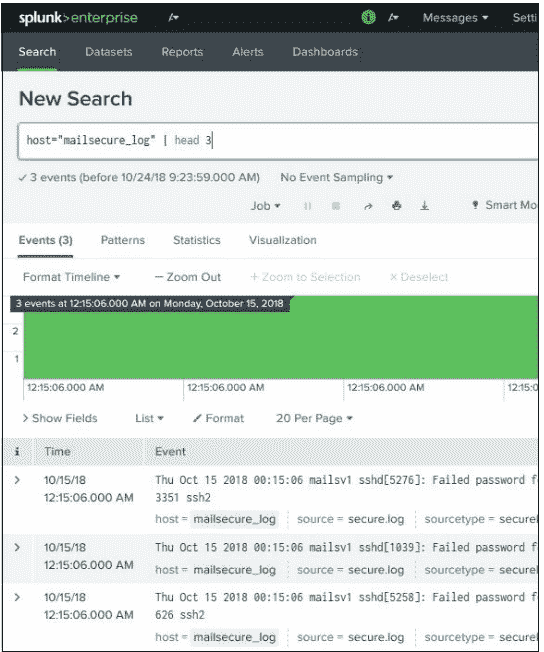 splunk>enterprise
Messages
Setti
Search Datasets Reports Alerts Dashboards
New Search
host="mailsecure_log" | head 3
✓ 3 events (before 10/24/18 9:23:59.000 AM) No Event Sampling
Job Smart Mo
Events (3) Patterns Statistics Visualization
Format Timeline — Zoom Out + Zoom to Selection × Deselect
3 events at 12:15:06.000 AM on Monday, October 15, 2018
2
1
12:15:06.000 AM 12:15:06.000 AM 12:15:06.000 AM 12:15:0
> Show Fields List Format 20 Per Page
i Time Event
> 10/15/18 Thu Oct 15 2018 00:15:06 mailsv1 sshd[5276]: Failed password f
12:15:06.000 AM 3351 ssh2
host = mailsecure_log source = secure.log sourcetype = secure
> 10/15/18 Thu Oct 15 2018 00:15:06 mailsv1 sshd[1039]: Failed password f
12:15:06.000 AM host = mailsecure_log source = secure.log sourcetype = secure
> 10/15/18 Thu Oct 15 2018 00:15:06 mailsv1 sshd[5258]: Failed password f
12:15:06.000 AM 626 ssh2
host = mailsecure_log source = secure.log sourcetype = secure